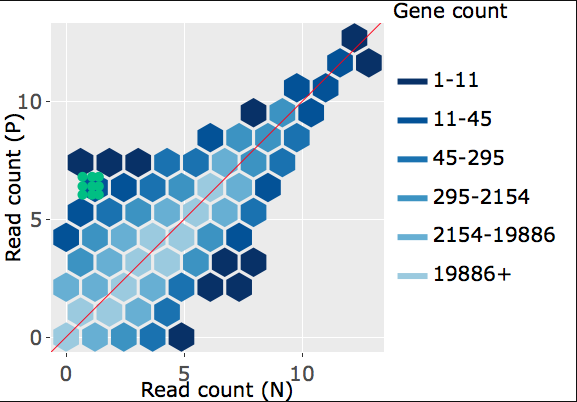 Gene count
1-11
11-45
45-295
295-2154
2154-19886
19886+
Read count (P)
10
5
0
0 5 10
Read count (N)